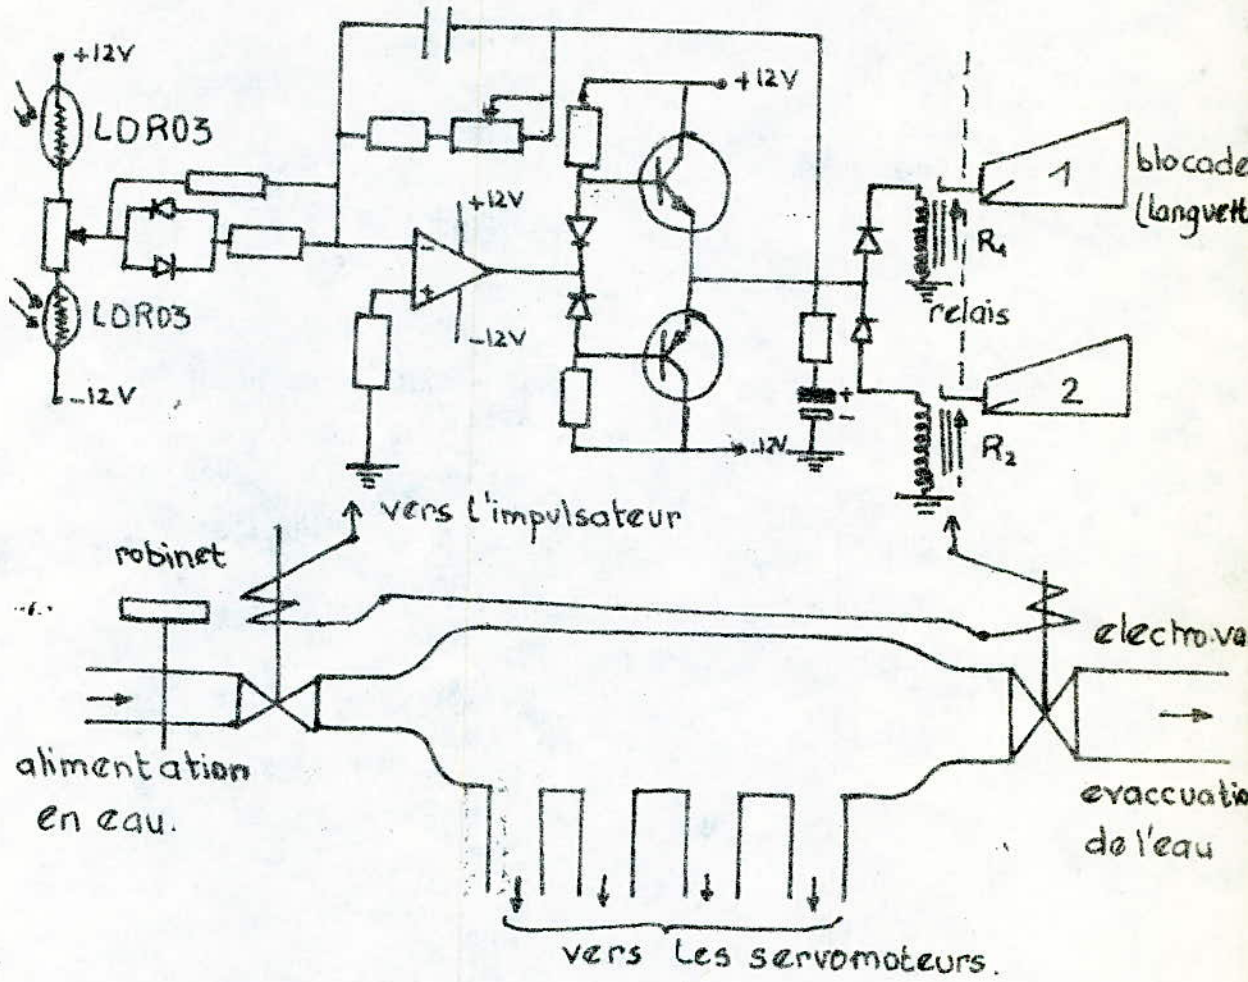 +12V
LDR03
LDR03
-12V
+12V
-12V
-
+
+12V
-12V
+
-
R1
relais
R2
1
2
blocade
(languett
vers l'impulsateur
robinet
electro.va
alimentation
en eau.
evaccuatio
de l'eau
vers Les servomoteurs.